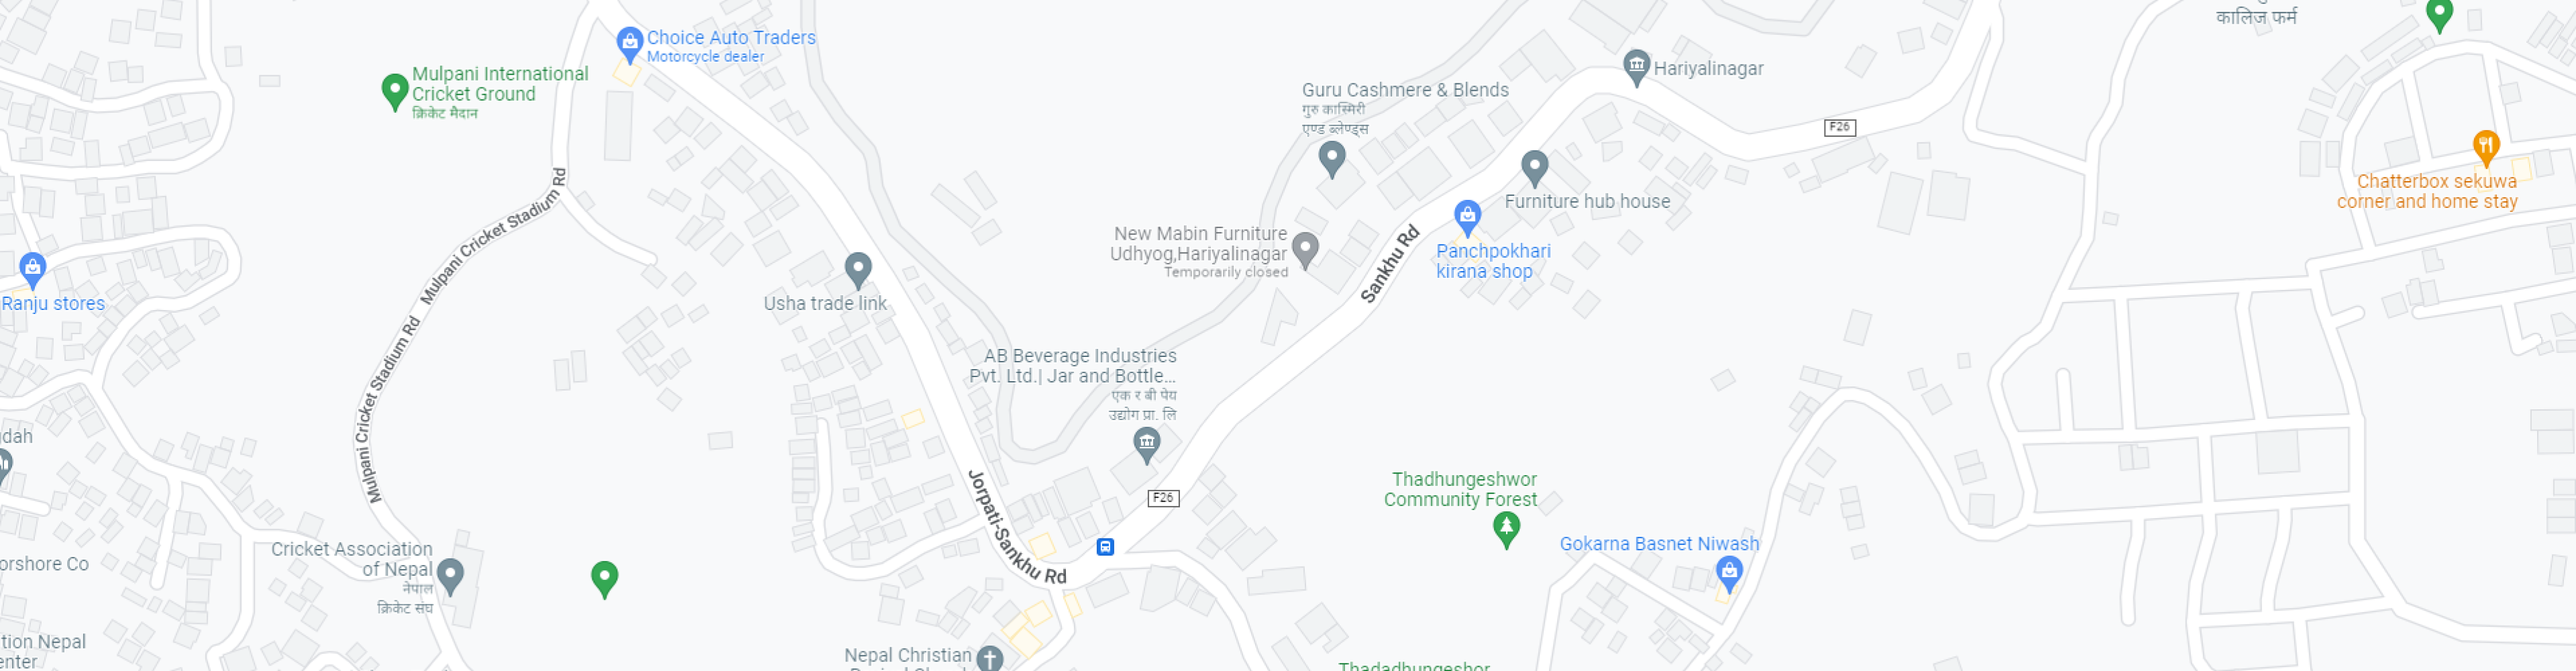 कालिज फर्म
Choice Auto Traders
Motorcycle dealer
Mulpani International
Cricket Ground
क्रिकेट मैदान
Hariyalinagar
Guru Cashmere & Blends
गुरु कास्मिरी
एण्ड ब्लेण्ड्स
F26
Mulpani Cricket Stadium Rd
Chatterbox sekuwa
corner and home stay
Furniture hub house
New Mabin Furniture
Udhyog,Hariyalinagar
Temporarily closed
Sankhu Rd
Panchpokhari
kirana shop
Ranju stores
Usha trade link
Mulpani Cricket Stadium Rd
AB Beverage Industries
Pvt. Ltd.| Jar and Bottle...
एक र बी पेय
उद्योग प्रा. लि
Mulpani Cricket Stadium Rd
dah
Jorpati-Sankhu Rd
F26
Thadhungeshwor
Community Forest
Cricket Association
of Nepal
नेपाल
क्रिकेट संघ
orshore Co
Gokarna Basnet Niwash
tion Nepal
enter
Nepal Christian
Thadadhungeshor